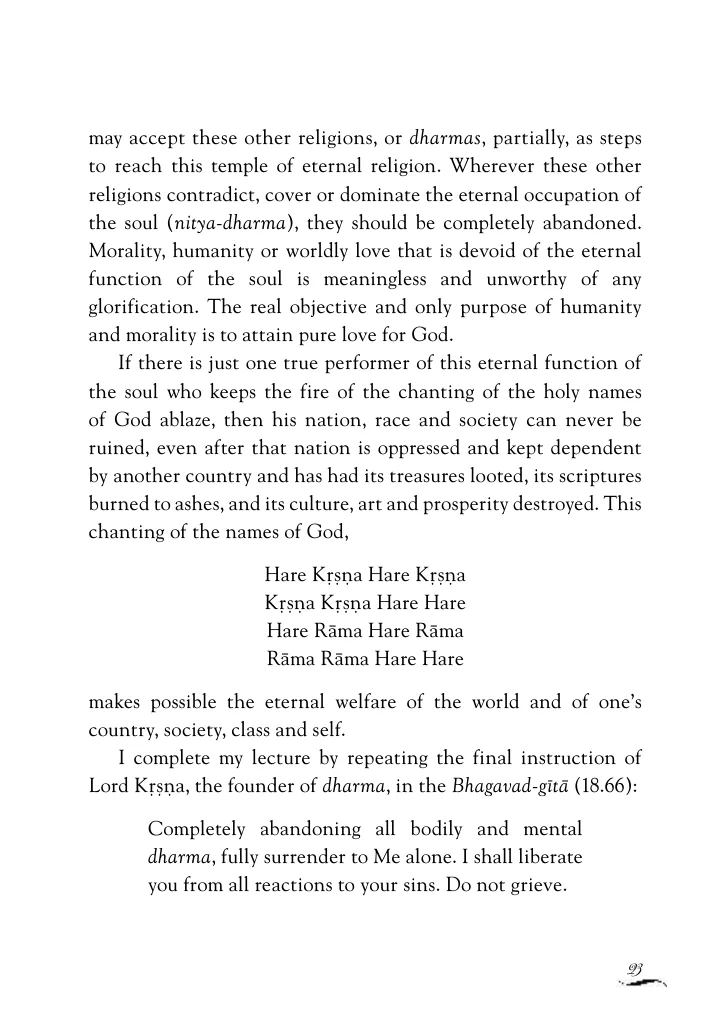 may accept these other religions, or dharmas, partially, as steps
to reach this temple of eternal religion. Wherever these other
religions contradict, cover or dominate the eternal occupation of
the soul (nitya-dharma), they should be completely abandoned.
Morality, humanity or worldly love that is devoid of the eternal
function of the soul is meaningless and unworthy of any
glorification. The real objective and only purpose of humanity
and morality is to attain pure love for God.
If there is just one true performer of this eternal function of
the soul who keeps the fire of the chanting of the holy names
of God ablaze, then his nation, race and society can never be
ruined, even after that nation is oppressed and kept dependent
by another country and has had its treasures looted, its scriptures
burned to ashes, and its culture, art and prosperity destroyed. This
chanting of the names of God,
Hare Kṛṣṇa Hare Kṛṣṇa
Kṛṣṇa Kṛṣṇa Hare Hare
Hare Rāma Hare Rāma
Rāma Rāma Hare Hare
makes possible the eternal welfare of the world and of one’s
country, society, class and self.
I complete my lecture by repeating the final instruction of
Lord Kṛṣṇa, the founder of dharma, in the Bhagavad-gītā (18.66):
Completely abandoning all bodily and mental
dharma, fully surrender to Me alone. I shall liberate
you from all reactions to your sins. Do not grieve.
23